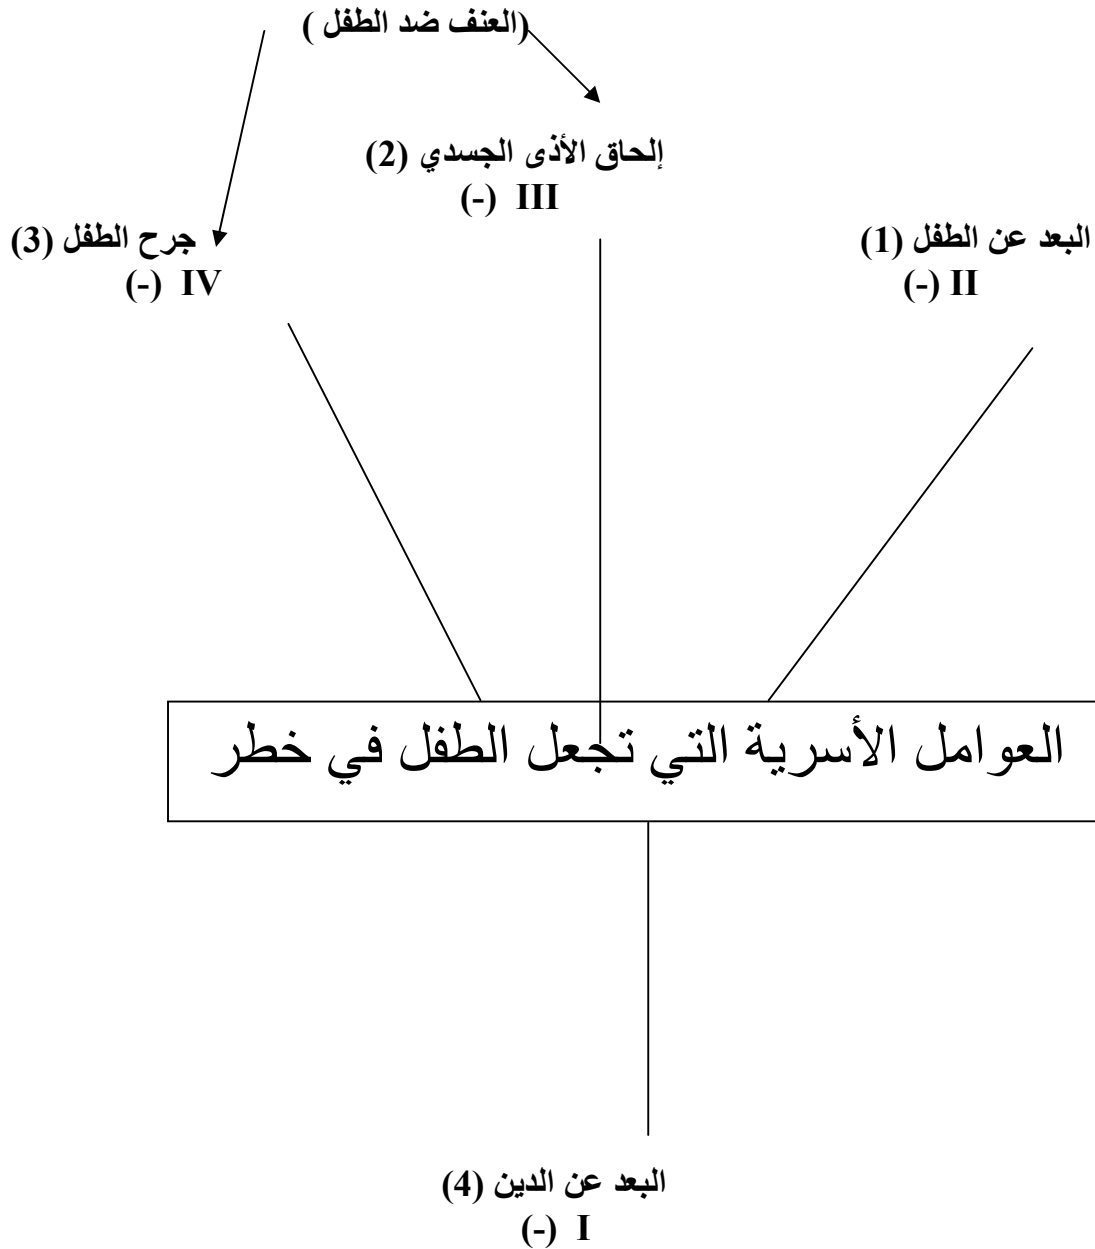 (العنف ضد الطفل )
إلحاق الأذى الجسدي (2)
III (-)
البعد عن الطفل (1)
II (-)
جرح الطفل (3)
IV (-)
العوامل الأسرية التي تجعل الطفل في خطر
البعد عن الدين (4)
I (-)